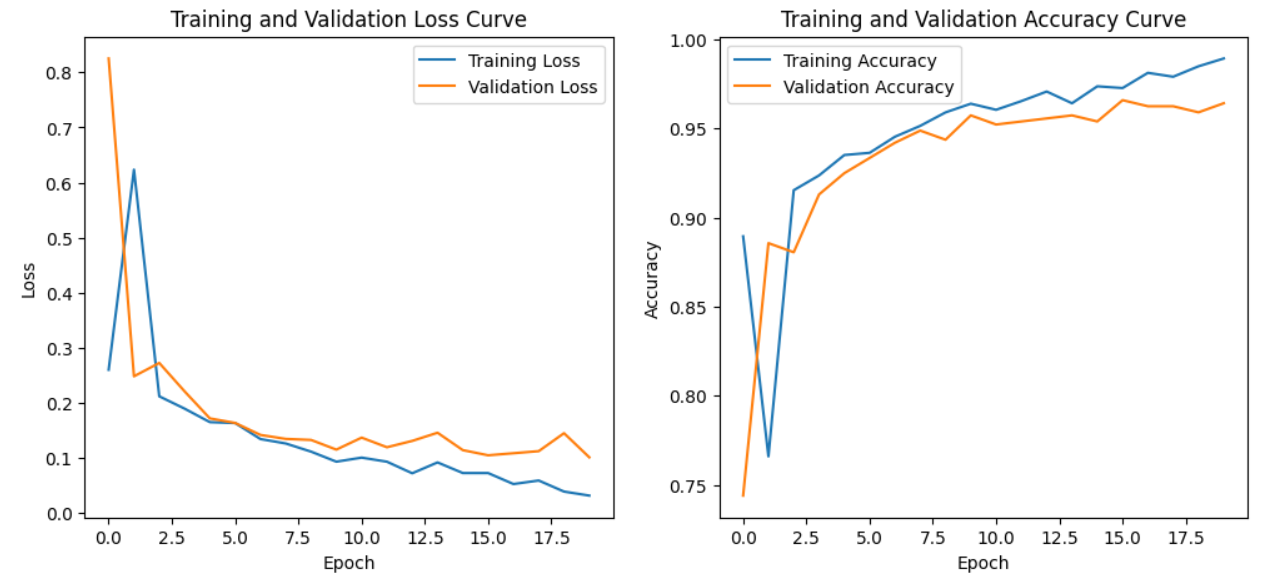 Training and Validation Loss Curve
Training Loss
Validation Loss
0.8
0.7
0.6
0.5
0.4
0.3
0.2
0.1
0.0
Loss
0.0 2.5 5.0 7.5 10.0 12.5 15.0 17.5
Epoch
Training and Validation Accuracy Curve
Training Accuracy
Validation Accuracy
1.00
0.95
0.90
0.85
0.80
0.75
Accuracy
0.0 2.5 5.0 7.5 10.0 12.5 15.0 17.5
Epoch